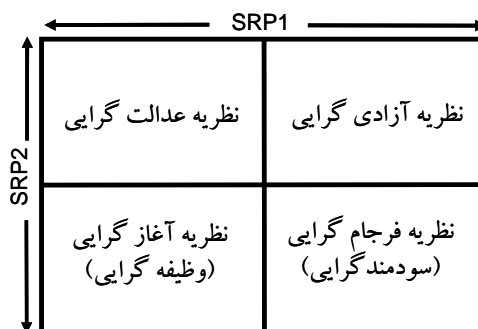 SRP1
SRP2
نظریه آزادی گرایی
نظریه عدالت گرایی
نظریه فرجام گرایی
(سودمندگرایی)
نظریه آغاز گرایی
(وظیفه گرایی)